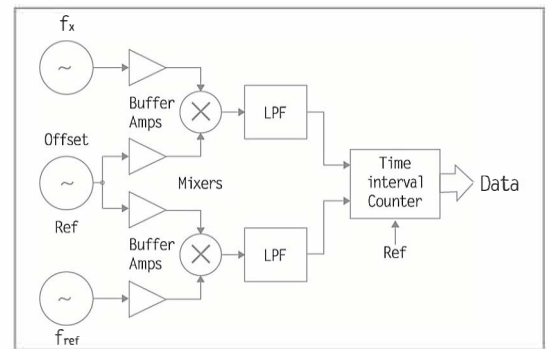 fx
Buffer
Amps
LPF
Offset
Mixers
Time
interval
Counter
Data
Ref
Buffer
Amps
LPF
Ref
fref